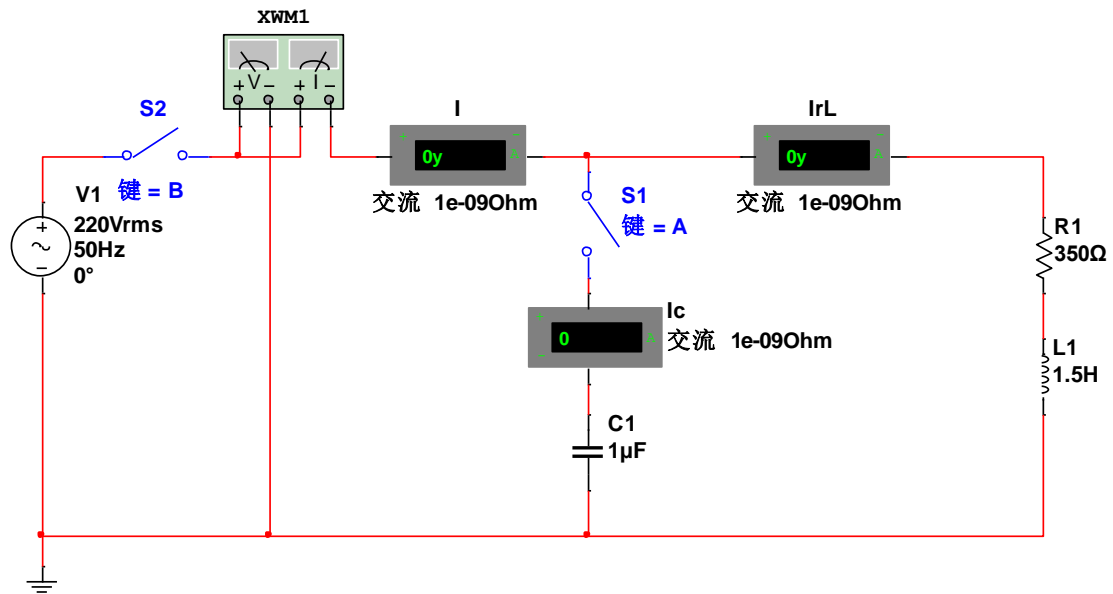 XWM1
V I
+ - + -
S2
键 = B
V1
220Vrms
50Hz
0°
I
0y
A
交流 1e-09Ohm
IrL
0y
A
交流 1e-09Ohm
S1
键 = A
R1
350Ω
Ic
0
A
交流 1e-09Ohm
L1
1.5H
C1
1µF